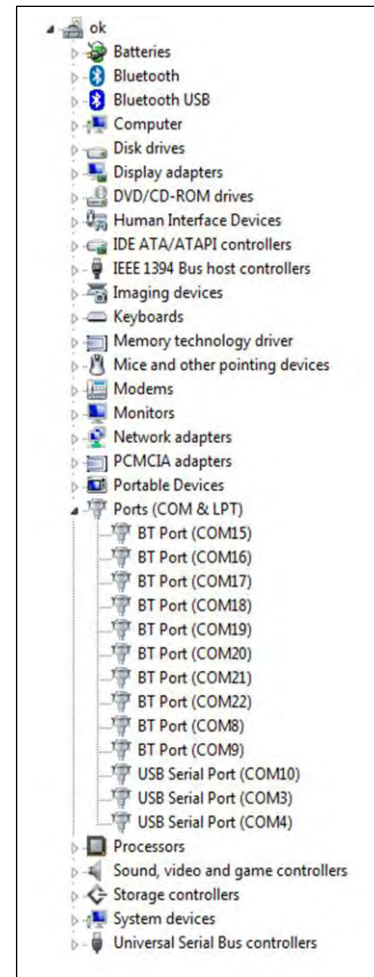 ok
Batteries
Bluetooth
Bluetooth USB
Computer
Disk drives
Display adapters
DVD/CD-ROM drives
Human Interface Devices
IDE ATA/ATAPI controllers
IEEE 1394 Bus host controllers
Imaging devices
Keyboards
Memory technology driver
Mice and other pointing devices
Modems
Monitors
Network adapters
PCMCIA adapters
Portable Devices
Ports (COM & LPT)
BT Port (COM15)
BT Port (COM16)
BT Port (COM17)
BT Port (COM18)
BT Port (COM19)
BT Port (COM20)
BT Port (COM21)
BT Port (COM22)
BT Port (COM8)
BT Port (COM9)
USB Serial Port (COM10)
USB Serial Port (COM3)
USB Serial Port (COM4)
Processors
Sound, video and game controllers
Storage controllers
System devices
Universal Serial Bus controllers